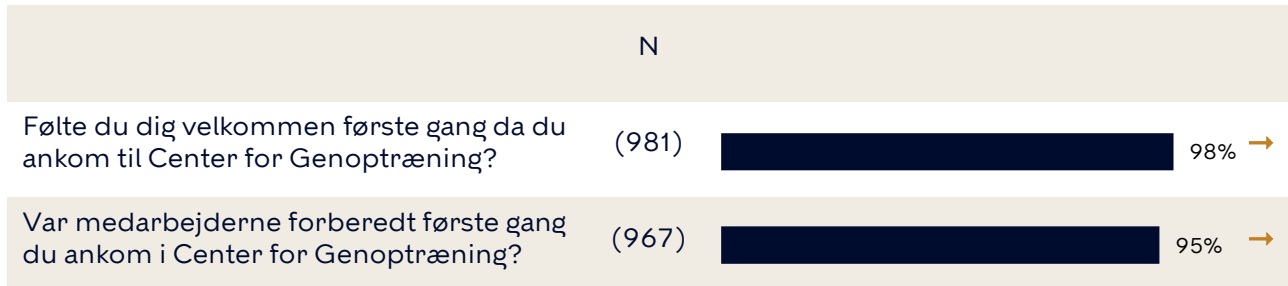 N
Følte du dig velkommen første gang da du
ankom til Center for Genoptræning?
(981)
98% →
Var medarbejderne forberedt første gang
du ankom i Center for Genoptræning?
(967)
95% →